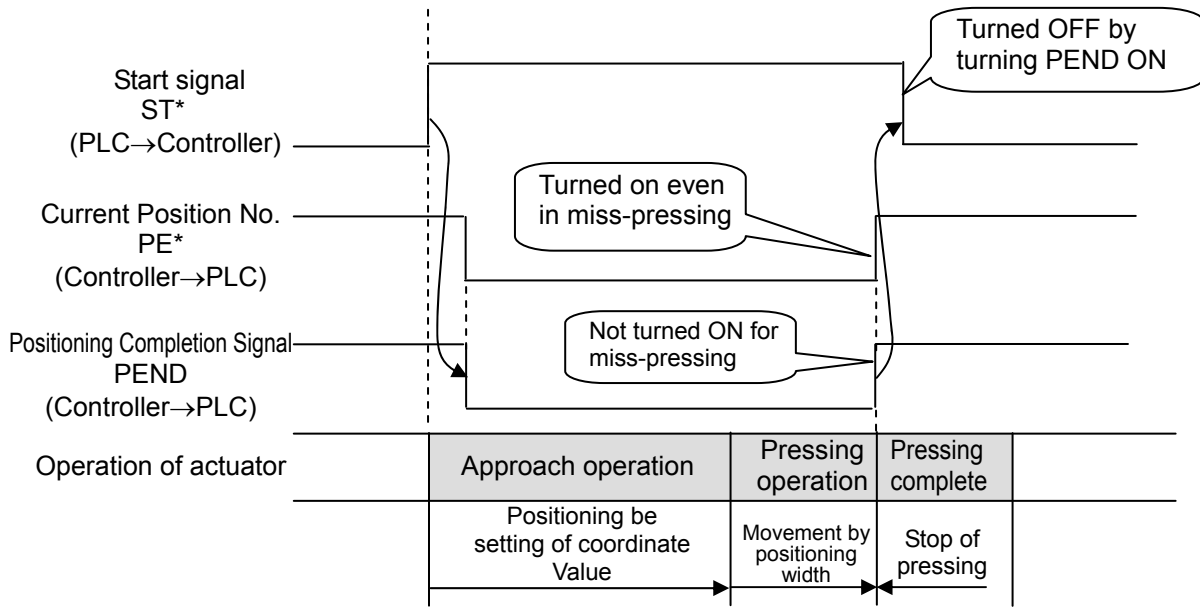 Turned OFF by
turning PEND ON
Start signal
ST*
(PLC→Controller)
Turned on even
in miss-pressing
Current Position No.
PE*
(Controller→PLC)
Not turned ON for
miss-pressing
Positioning Completion Signal
PEND
(Controller→PLC)
Operation of actuator
Approach operation
Pressing
operation
Pressing
complete
Positioning be
setting of coordinate
Value
Movement by
positioning
width
Stop of
pressing